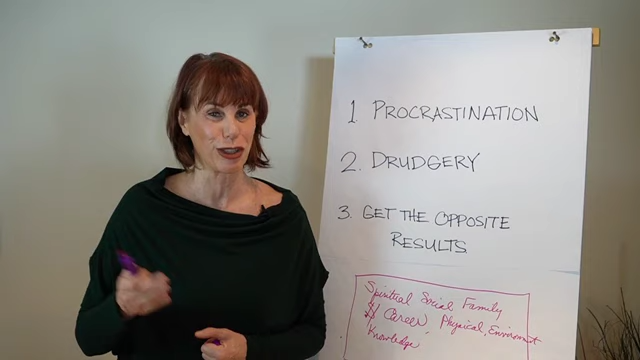 1 PROCRASTINATION
2. DRUDGERY
3. GET THE OPPOSITE
RESULTS
Spiritual Social Family
$ Career Physical, Environment
Knowledge